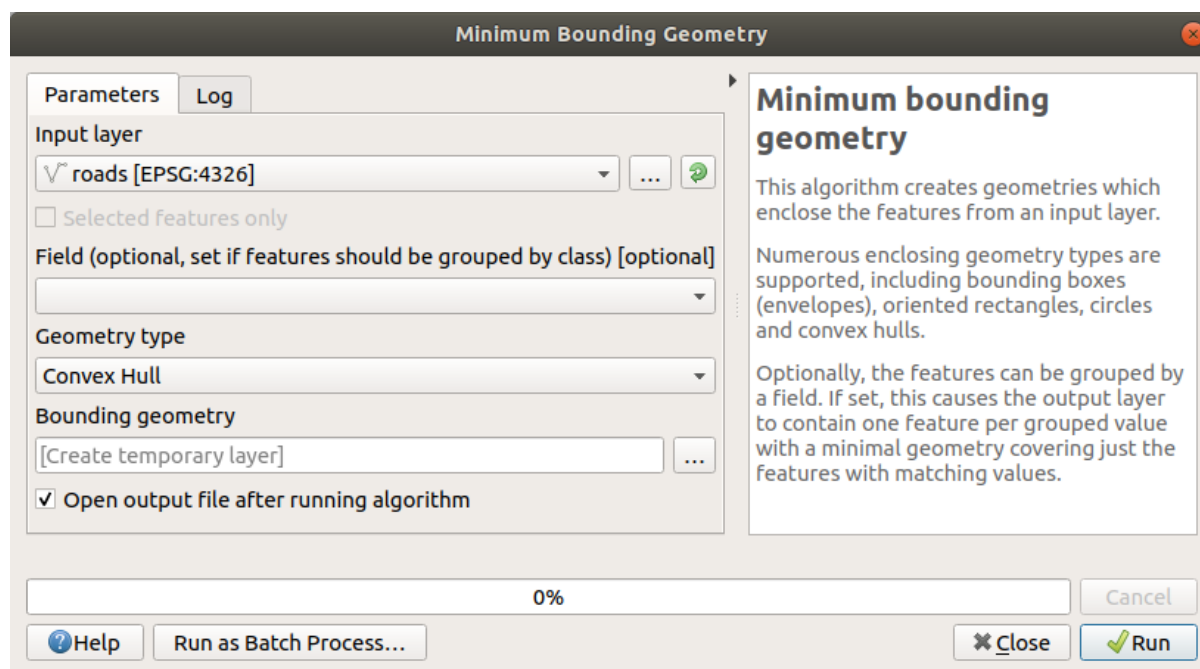 Minimum Bounding Geometry
Parameters
Log
Input layer
roads [EPSG:4326]
...
Selected features only
Field (optional, set if features should be grouped by class) [optional]
Geometry type
Convex Hull
Bounding geometry
[Create temporary layer]
...
Open output file after running algorithm
Minimum bounding
geometry
This algorithm creates geometries which
enclose the features from an input layer.
Numerous enclosing geometry types are
supported, including bounding boxes
(envelopes), oriented rectangles, circles
and convex hulls.
Optionally, the features can be grouped by
a field. If set, this causes the output layer
to contain one feature per grouped value
with a minimal geometry covering just the
features with matching values.
0%
Cancel
Help
Run as Batch Process...
Close
Run